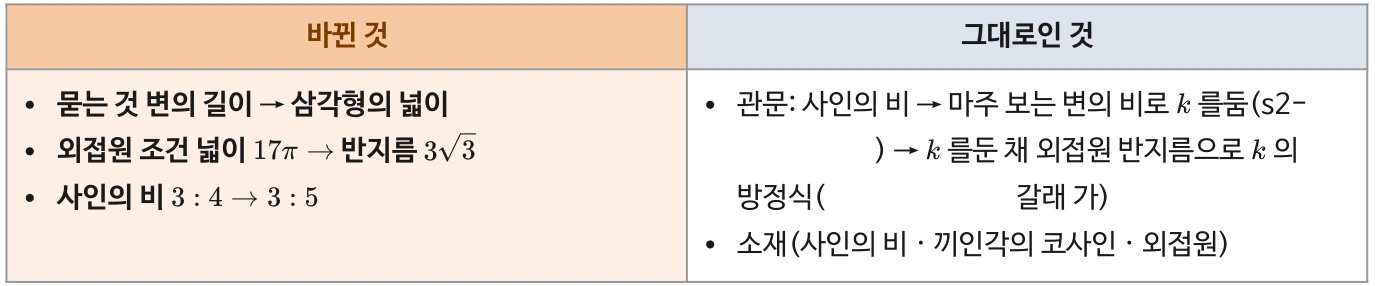 바뀐 것
그대로인 것
• 묻는 것 변의 길이 → 삼각형의 넓이
• 외접원 조건 넓이 17π → 반지름 3√3
• 사인의 비 3 : 4 → 3 : 5
• 관문: 사인의 비 → 마주 보는 변의 비로 k 를둠(s2-
) → k 를둔 채 외접원 반지름으로 k 의
방정식( 갈래 가)
• 소재(사인의 비 · 끼인각의 코사인 · 외접원)